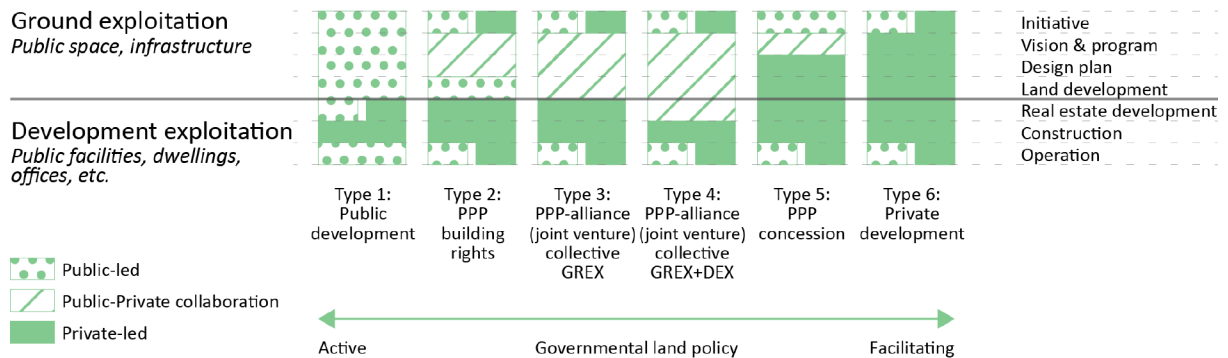 Ground exploitation
Public space, infrastructure
Development exploitation
Public facilities, dwellings,
offices, etc.
Initiative
Vision & program
Design plan
Land development
Real estate development
Construction
Operation
Type 1:
Public
development
Type 2:
PPP
building
rights
Type 3:
PPP-alliance
(joint venture)
collective
GREX
Type 4:
PPP-alliance
(joint venture)
collective
GREX+DEX
Type 5:
PPP
concession
Type 6:
Private
development
Public-led
Public-Private collaboration
Private-led
Active
Governmental land policy
Facilitating